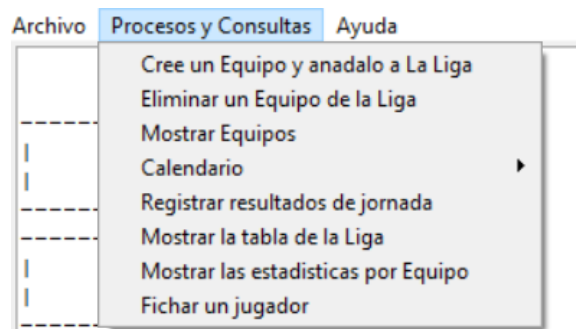 Archivo Procesos y Consultas Ayuda
Cree un Equipo y anadalo a La Liga
Eliminar un Equipo de la Liga
Mostrar Equipos
Calendario
Registrar resultados de jornada
Mostrar la tabla de la Liga
Mostrar las estadisticas por Equipo
Fichar un jugador